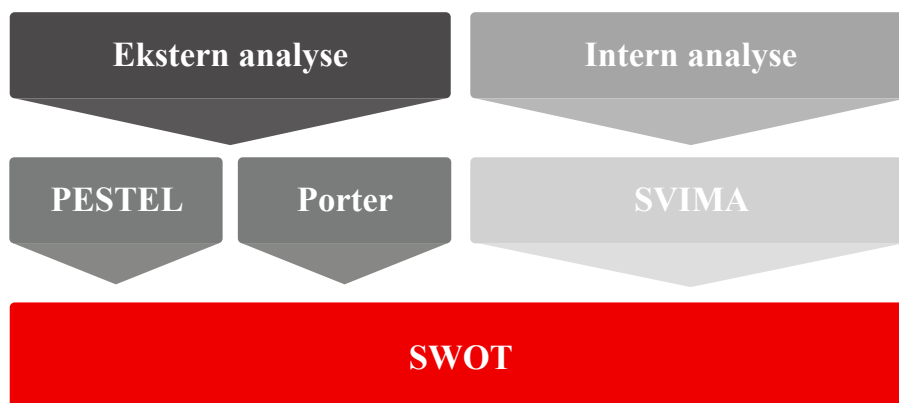 Ekstern analyse
Intern analyse
PESTEL
Porter
SVIMA
SWOT